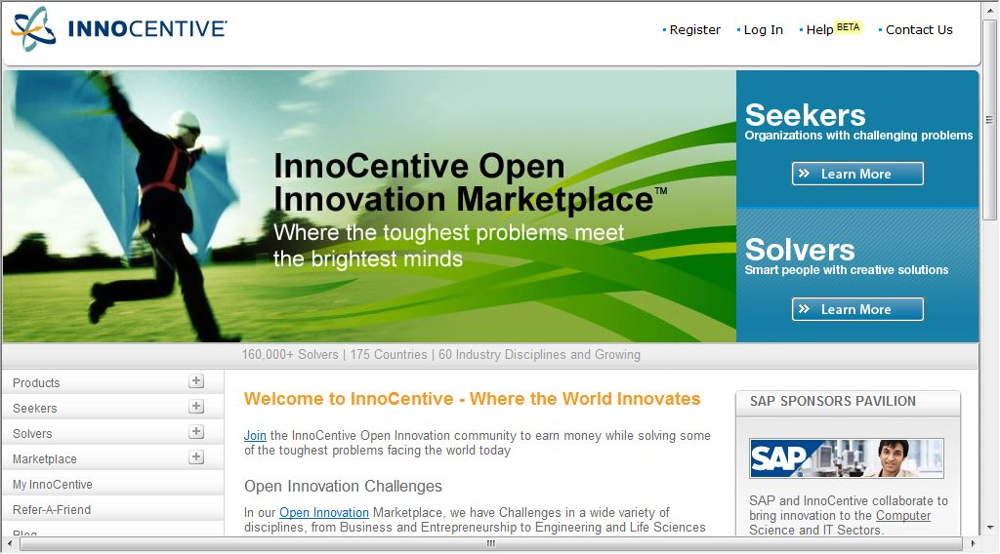 INNOCENTIVE®
Register
Log In
Help BETA
Contact Us
InnoCentive Open
Innovation Marketplace™
Where the toughest problems meet
the brightest minds
Seekers
Organizations with challenging problems
» Learn More
Solvers
Smart people with creative solutions
» Learn More
160,000+ Solvers | 175 Countries | 60 Industry Disciplines and Growing
Products
Seekers
Solvers
Marketplace
My InnoCentive
Refer-A-Friend
Blog
Welcome to InnoCentive - Where the World Innovates
Join the InnoCentive Open Innovation community to earn money while solving some
of the toughest problems facing the world today
Open Innovation Challenges
In our Open Innovation Marketplace, we have Challenges in a wide variety of
disciplines, from Business and Entrepreneurship to Engineering and Life Sciences
SAP SPONSORS PAVILION
SAP
SAP and InnoCentive collaborate to
bring innovation to the Computer
Science and IT Sectors.